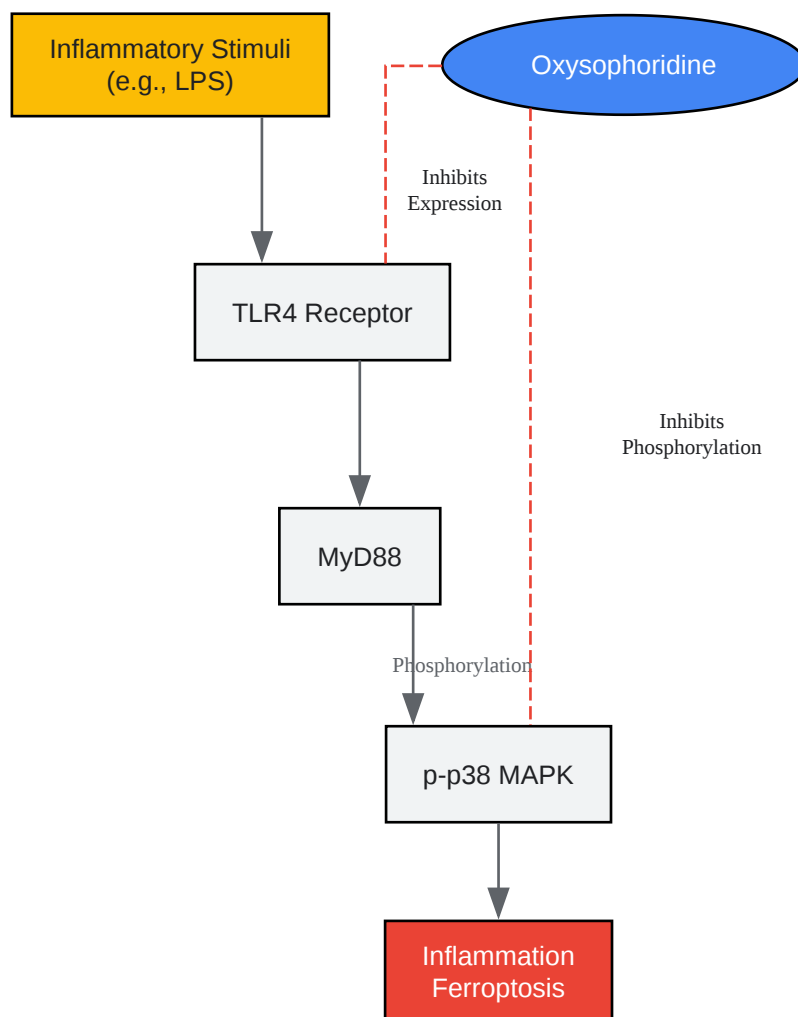 Inflammatory Stimuli
(e.g., LPS)
Oxysophoridine
Inhibits
Expression
TLR4 Receptor
Inhibits
Phosphorylation
MyD88
Phosphorylation
p-p38 MAPK
Inflammation
Ferroptosis